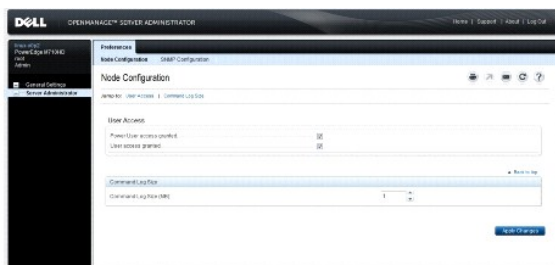 DELL
OPENMANAGE™ SERVER ADMINISTRATOR
Home | Support | About | Log Out
PowerEdge M710HD
root
Admin
General Settings
Server Administrator
Preferences
Node Configuration SNMP Configuration
Node Configuration
Jump to: User Access | Command Log Size
User Access
Power User access granted
User access granted
Back to top
Command Log Size
Command Log Size (MB)
1
Apply Changes